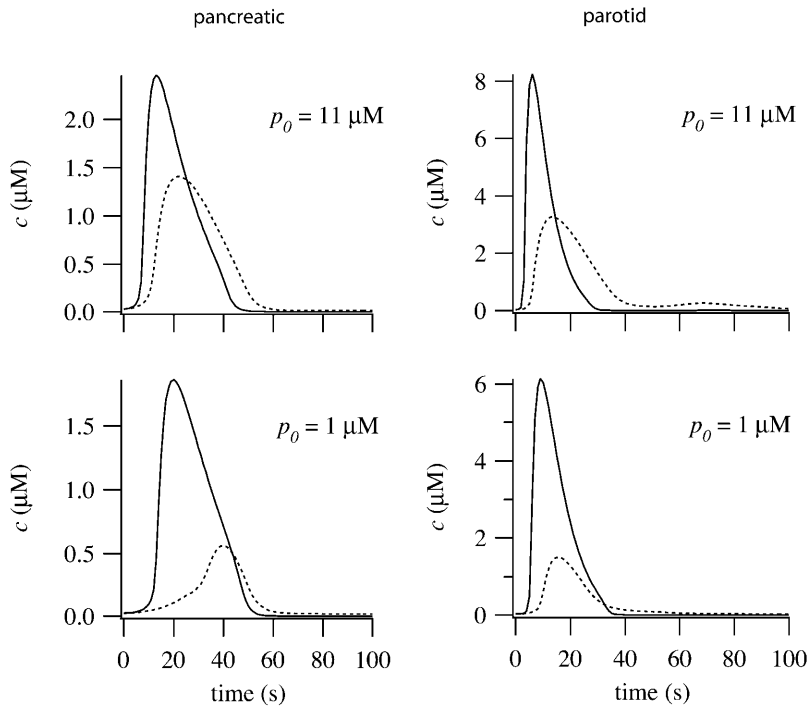 pancreatic
parotid
2.0
1.5
1.0
0.5
0.0
c (μM)
p0 = 11 μM
8
6
4
2
0
c (μM)
p0 = 11 μM
1.5
1.0
0.5
0.0
c (μM)
p0 = 1 μM
0 20 40 60 80 100
time (s)
6
4
2
0
c (μM)
p0 = 1 μM
0 20 40 60 80 100
time (s)